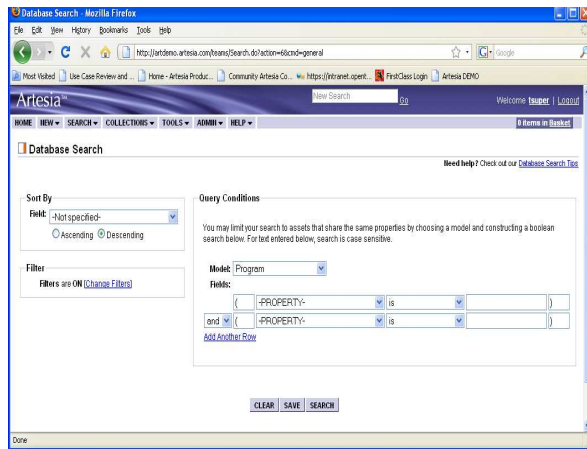 Database Search - Mozilla Firefox
File Edit View History Bookmarks Tools Help
http://artdemo.artesia.com/teams/Search.do?action=6&cmd=general
Google
Most Visited Use Case Review and ... Home - Artesia Produc... Community Artesia Co... https://intranet.opent... FirstClass Login Artesia DEMO
Artesia™
New Search Go
Welcome tsuper | Logout
HOME NEW SEARCH COLLECTIONS TOOLS ADMIN HELP
0 items in Basket
Database Search
Need help? Check out our Database Search Tips
Sort By
Field: -Not specified-
Ascending Descending
Filter
Filters are ON [Change Filters]
Query Conditions
You may limit your search to assets that share the same properties by choosing a model and constructing a boolean
search below. For text entered below, search is case sensitive.
Model: Program
Fields:
( -PROPERTY- is )
and ( -PROPERTY- is )
Add Another Row
CLEAR SAVE SEARCH
Done